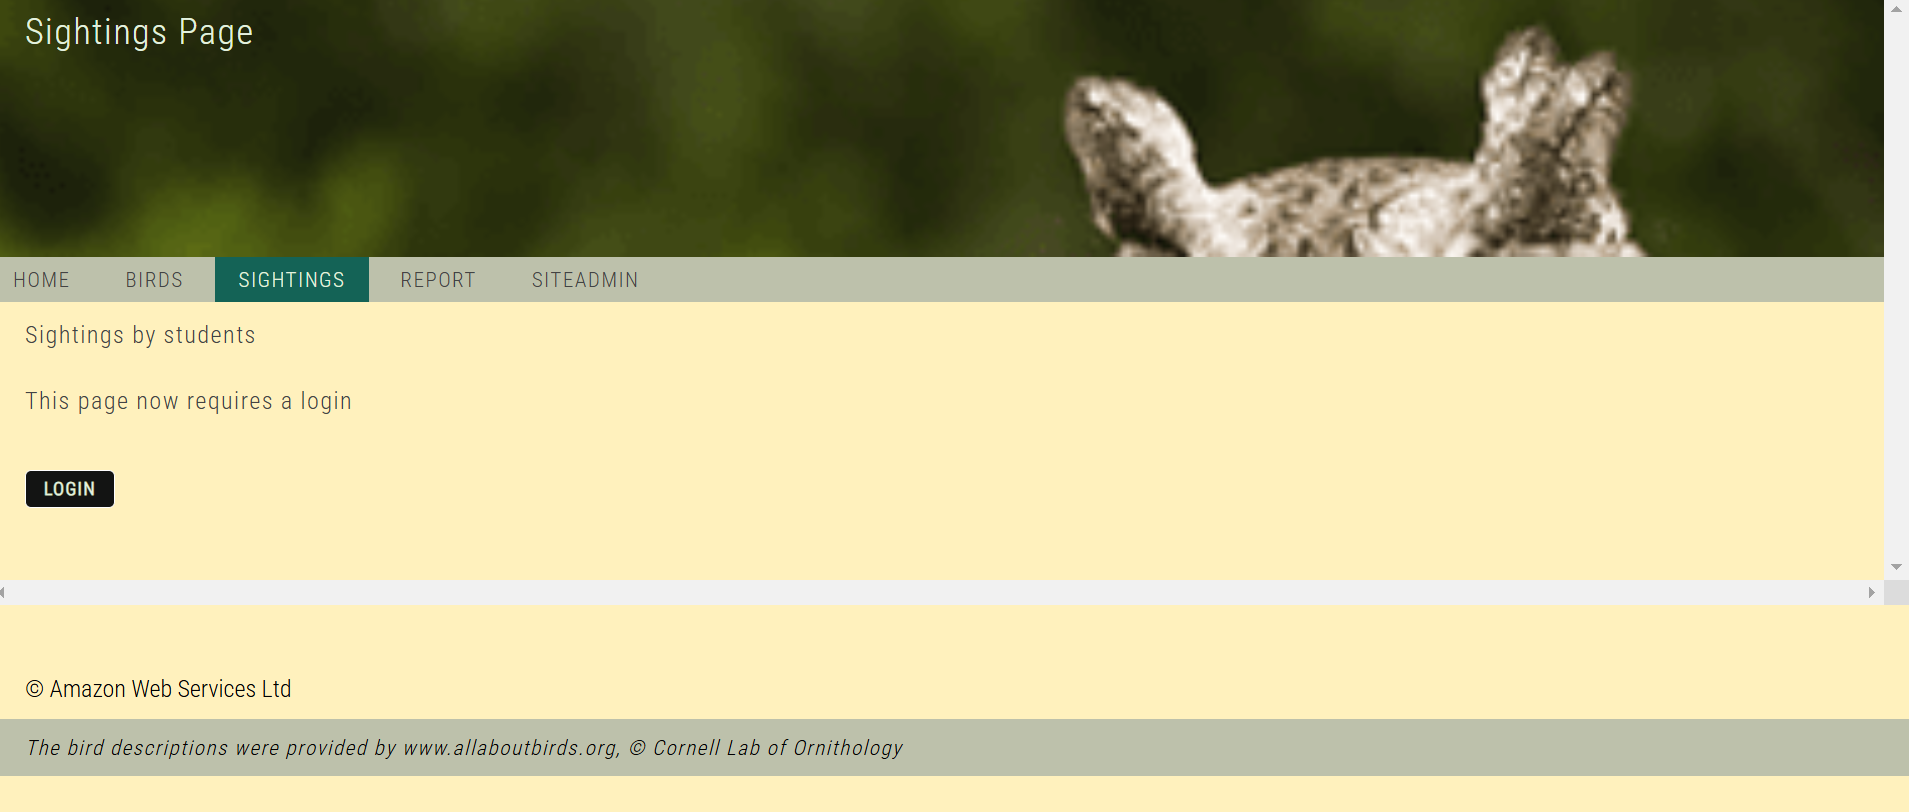 Sightings Page
HOME BIRDS SIGHTINGS REPORT SITEADMIN
Sightings by students
This page now requires a login
LOGIN
© Amazon Web Services Ltd
The bird descriptions were provided by www.allaboutbirds.org, © Cornell Lab of Ornithology